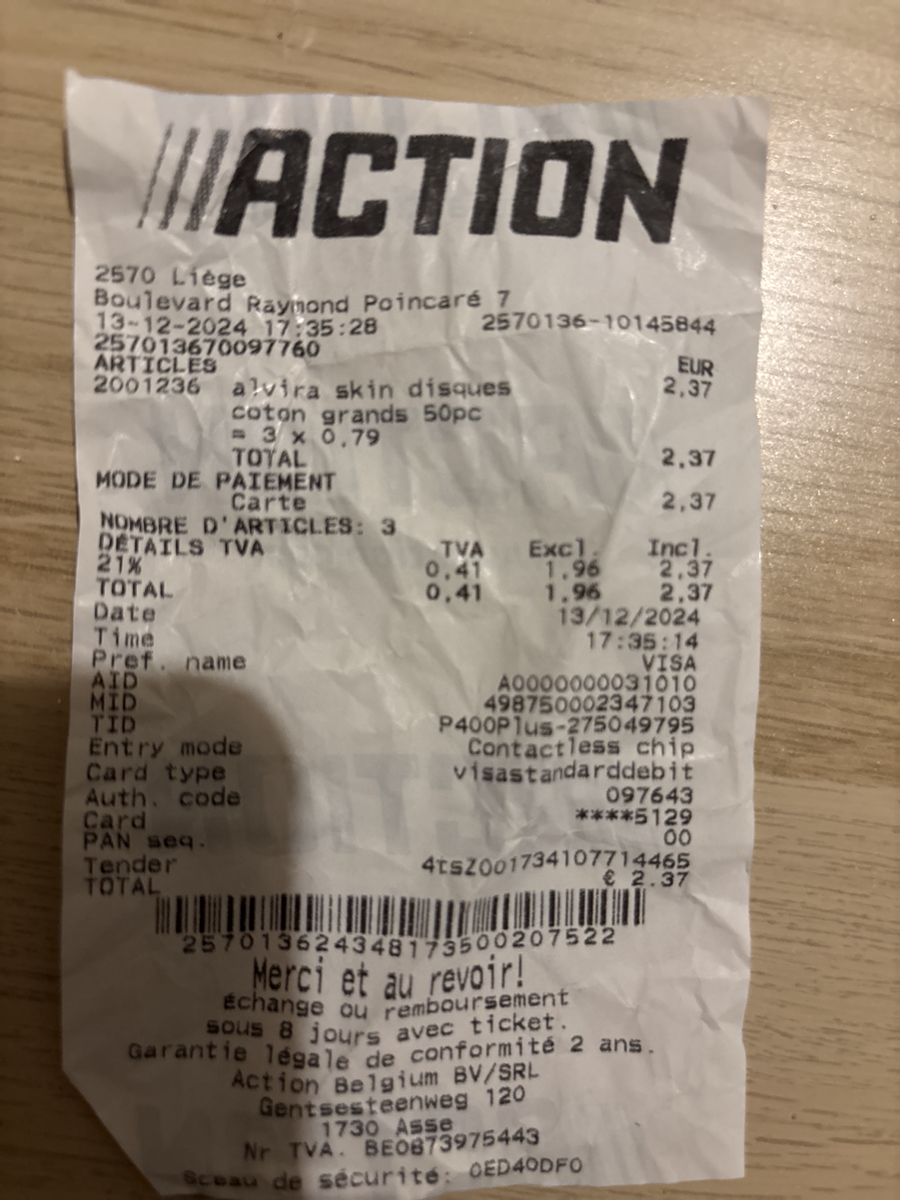 ACTION
2570 Liège
Boulevard Raymond Poincaré 7
13-12-2024 17:35:28 2570136-10145844
257013670097760
ARTICLES EUR
2001236 alvira skin disques 2,37
coton grands 50pc
= 3 x 0,79
TOTAL 2,37
MODE DE PAIEMENT
Carte 2,37
NOMBRE D'ARTICLES: 3
DÉTAILS TVA TVA Excl. Incl.
21% 0,41 1,96 2,37
TOTAL 0,41 1,96 2,37
Date 13/12/2024
Time 17:35:14
Pref. name VISA
AID A0000000031010
MID 498750002347103
TID P400Plus-275049795
Entry mode Contactless chip
Card type visastandarddebit
Auth. code 097643
Card ****5129
PAN seq. 00
Tender 4tsZ001734107714465
TOTAL € 2.37
257013624348173500207522
Merci et au revoir!
Échange ou remboursement
sous 8 jours avec ticket.
Garantie légale de conformité 2 ans.
Action Belgium BV/SRL
Gentsesteenweg 120
1730 Asse
Nr TVA. BE0873975443
Sceau de sécurité: 0ED40DF0